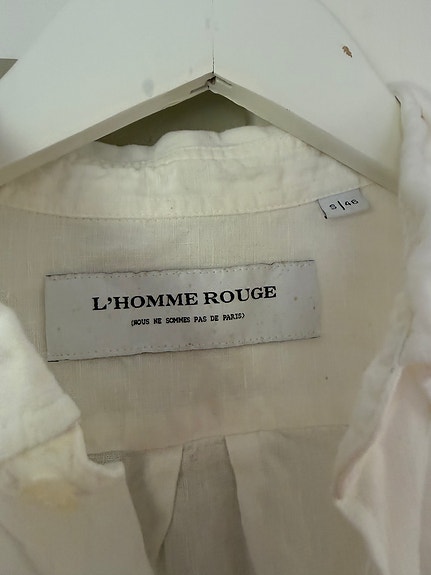 S/46
L'HOMME ROUGE
(NOUS NE SOMMES PAS DE PARIS)